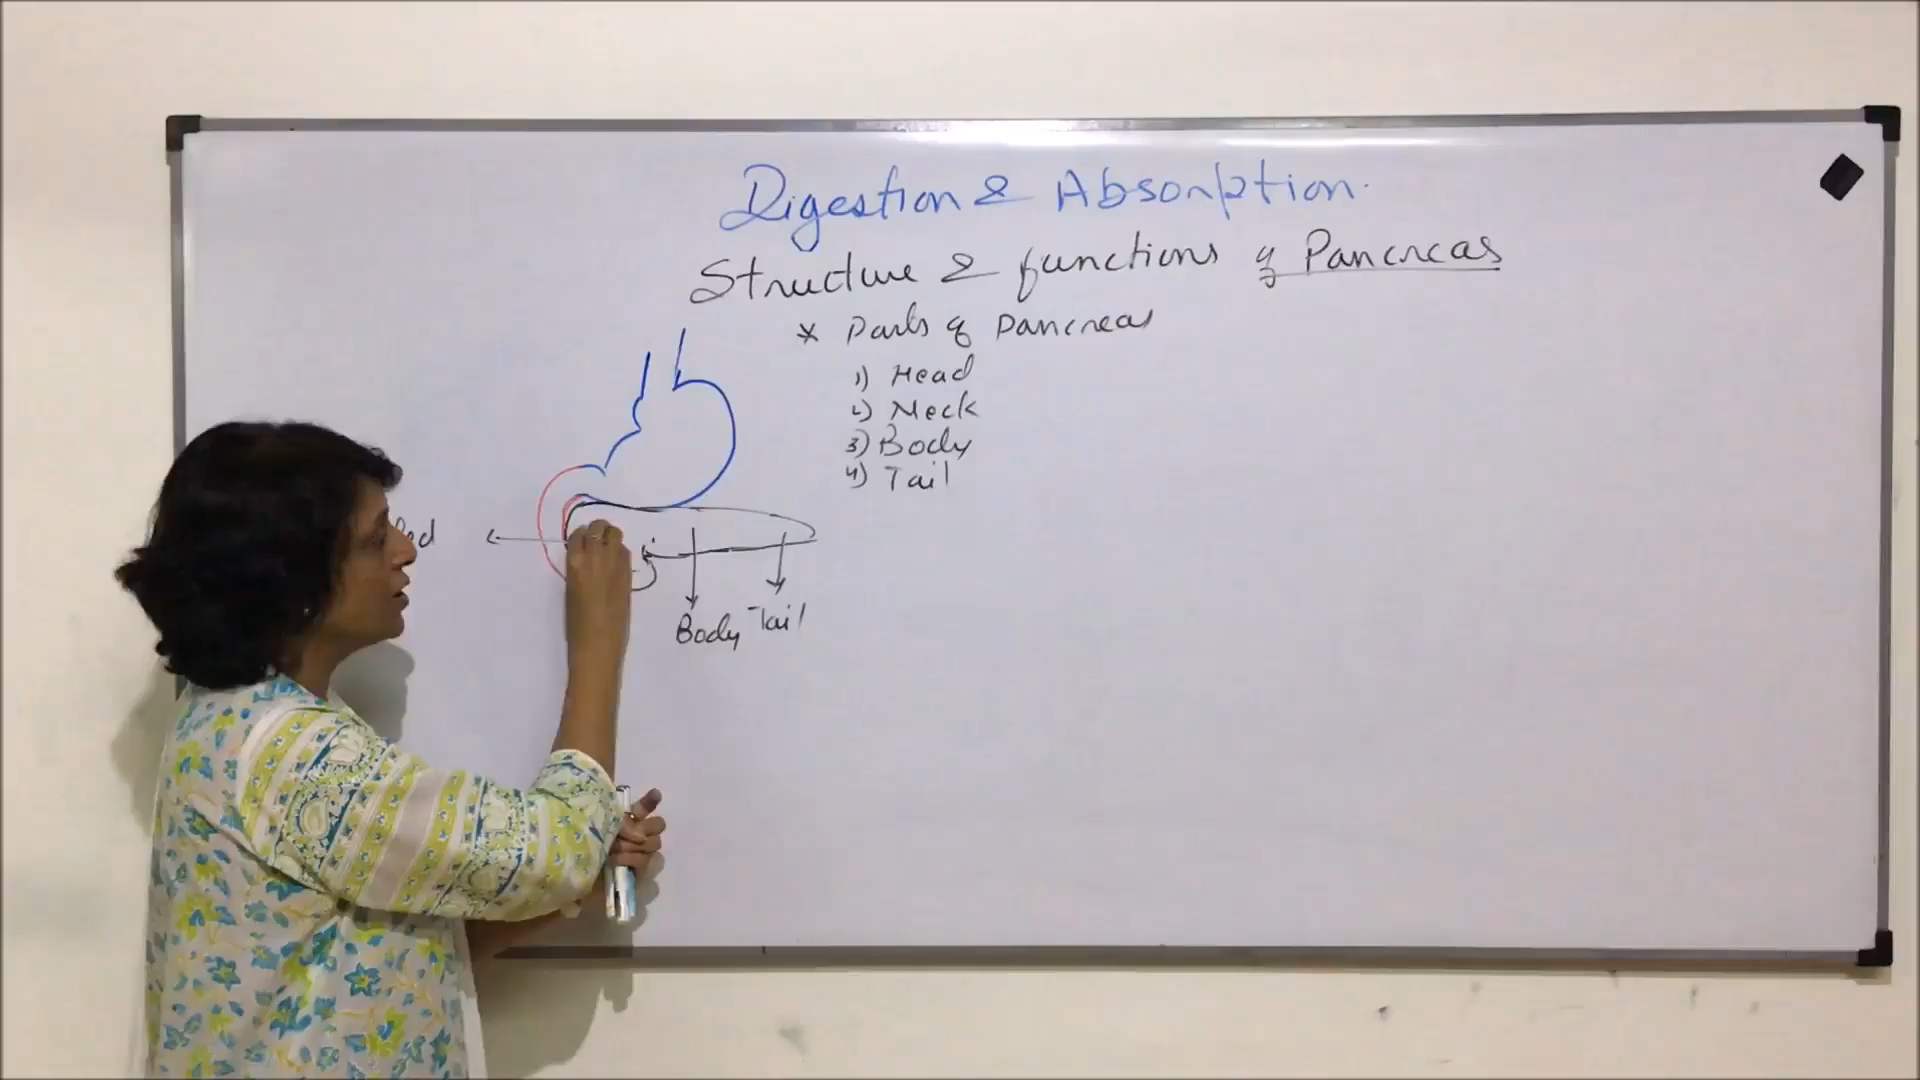 Digestion & Absorption.
Structure & functions of Pancreas
* Parts of Pancreas
1) Head
2) Neck
3) Body
4) Tail
Body Tail